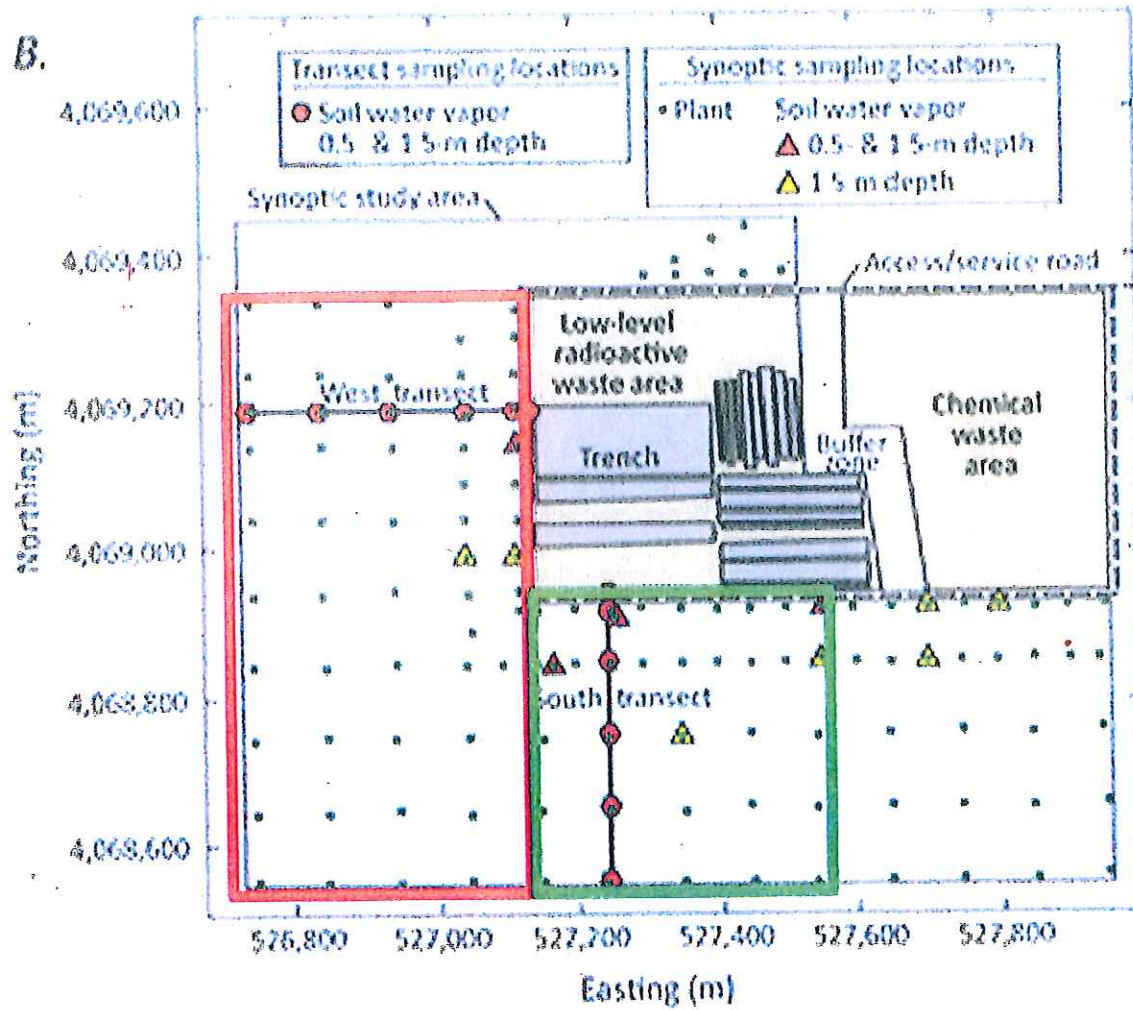 B.
Transect sampling locations
Soil water vapor
0.5- & 1.5-m depth
Synoptic sampling locations
Plant
Soil water vapor
0.5- & 1.5-m depth
1.5-m depth
Synoptic study area
Access/service road
Low-level
radioactive
waste area
West transect
Trench
Buffer
zone
Chemical
waste
area
South transect
4,069,600
4,069,400
4,069,200
4,069,000
4,068,800
4,068,600
Northing (m)
526,800
527,000
527,200
527,400
527,600
527,800
Easting (m)